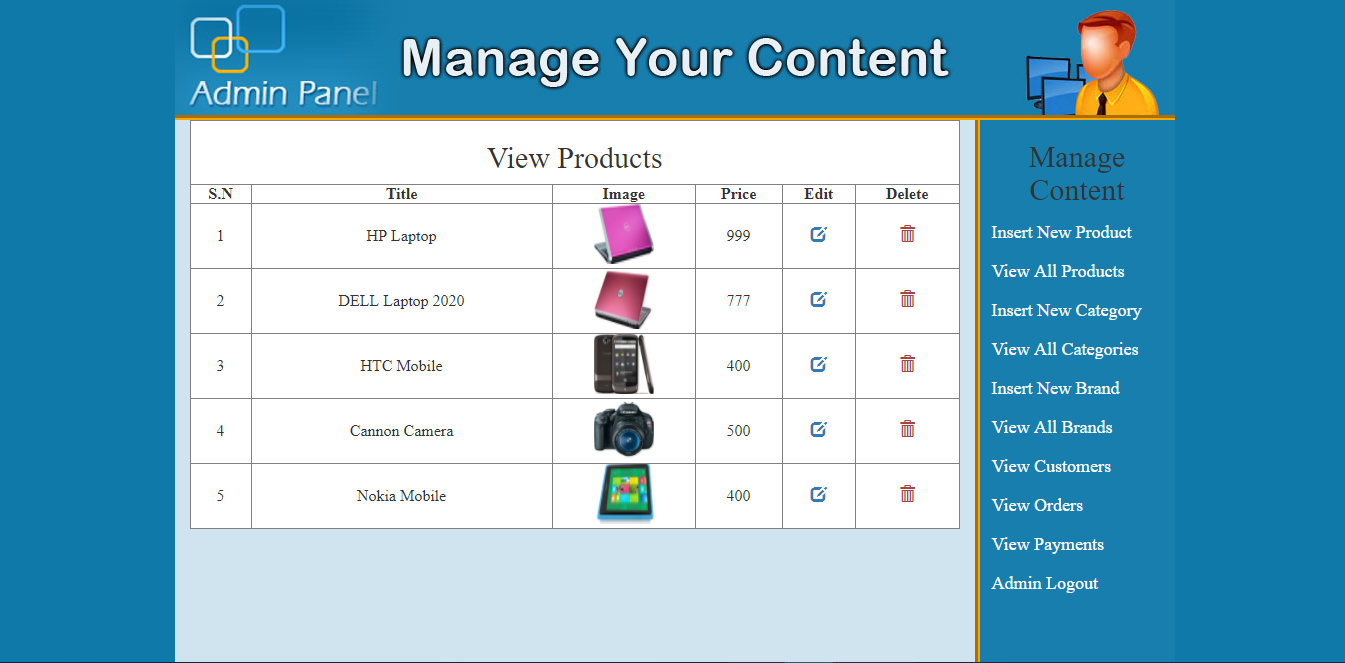 Admin Panel
Manage Your Content
View Products
S.N Title Image Price Edit Delete
1 HP Laptop 999
2 DELL Laptop 2020 777
3 HTC Mobile 400
4 Cannon Camera 500
5 Nokia Mobile 400
Manage
Content
Insert New Product
View All Products
Insert New Category
View All Categories
Insert New Brand
View All Brands
View Customers
View Orders
View Payments
Admin Logout